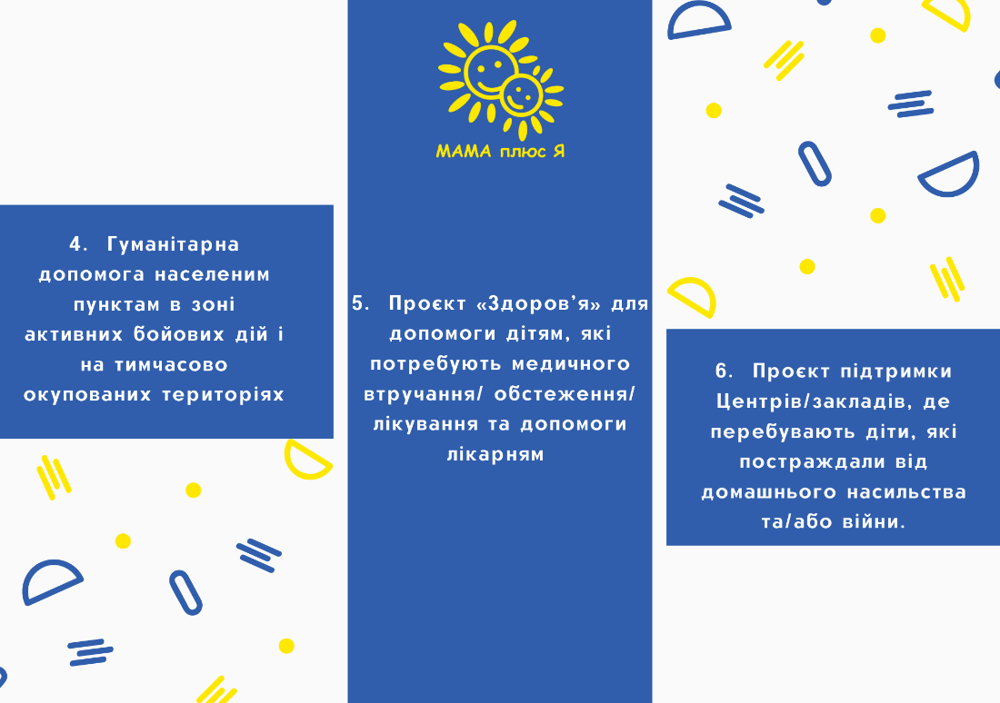 МАМА плюс Я
4. Гуманітарна
допомога населеним
пунктам в зоні
активних бойових дій і
на тимчасово
окупованих територіях
5. Проєкт «Здоров’я» для
допомоги дітям, які
потребують медичного
втручання/ обстеження/
лікування та допомоги
лікарням
6. Проєкт підтримки
Центрів/закладів, де
перебувають діти, які
постраждали від
домашнього насильства
та/або війни.